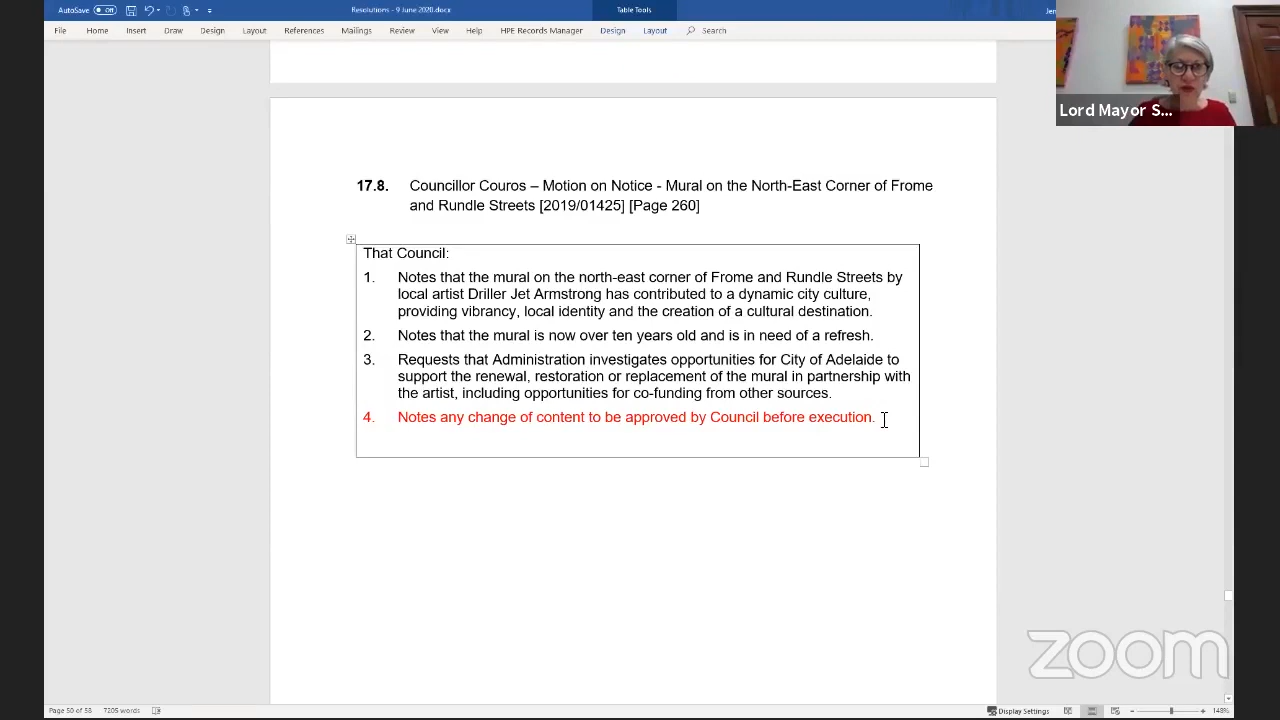 AutoSave Off
Resolutions - 9 June 2020.docx
Table Tools
File Home Insert Draw Design Layout References Mailings Review View Help HPE Records Manager Design Layout Search
Lord Mayor S...
17.8. Councillor Couros – Motion on Notice - Mural on the North-East Corner of Frome
and Rundle Streets [2019/01425] [Page 260]
That Council:
1. Notes that the mural on the north-east corner of Frome and Rundle Streets by
local artist Driller Jet Armstrong has contributed to a dynamic city culture,
providing vibrancy, local identity and the creation of a cultural destination.
2. Notes that the mural is now over ten years old and is in need of a refresh.
3. Requests that Administration investigates opportunities for City of Adelaide to
support the renewal, restoration or replacement of the mural in partnership with
the artist, including opportunities for co-funding from other sources.
4. Notes any change of content to be approved by Council before execution.
zoom
Page 50 of 58 7205 words
Display Settings
148%